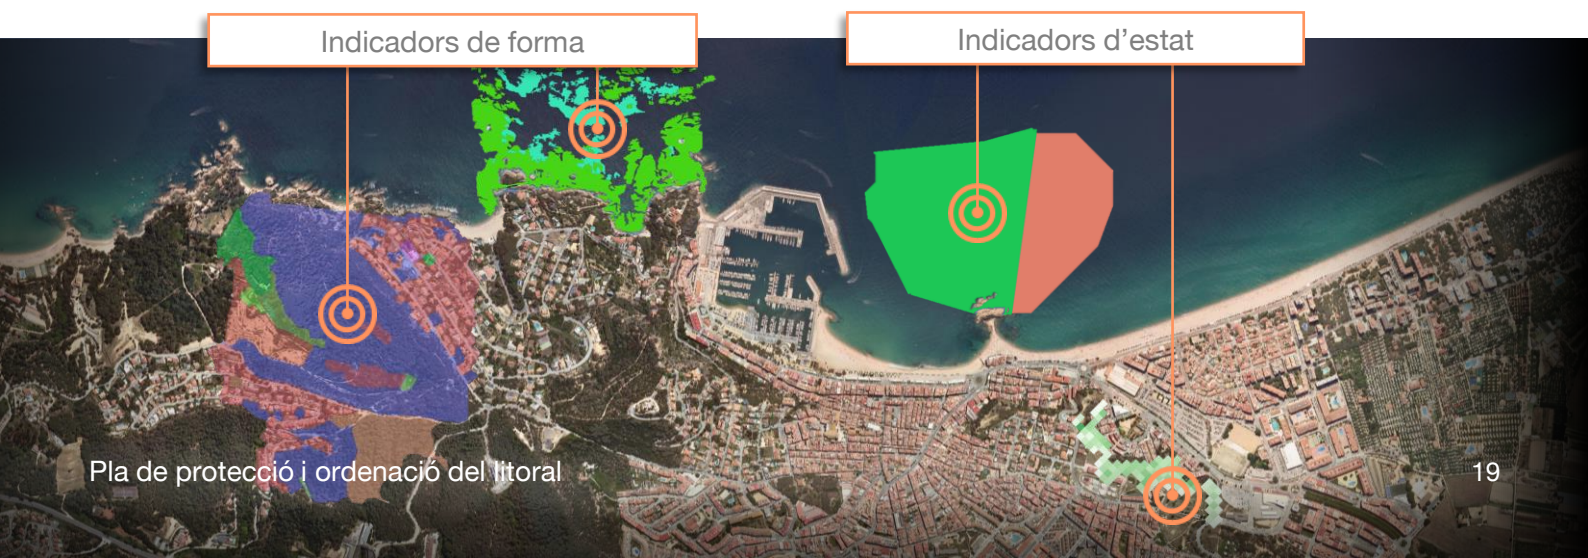 Indicadors de forma
Indicadors d’estat
Pla de protecció i ordenació del litoral
19